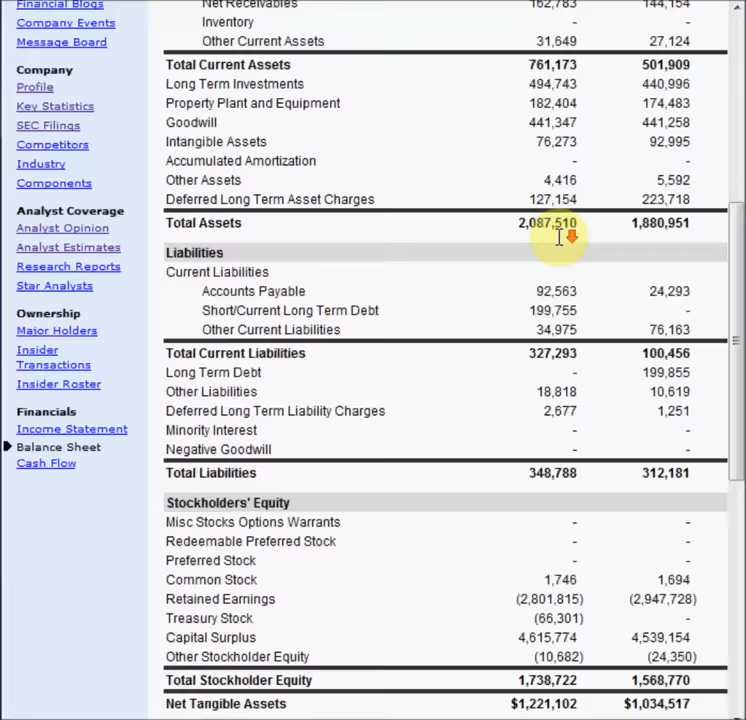 Financial Blogs
Company Events
Message Board
Company
Profile
Key Statistics
SEC Filings
Competitors
Industry
Components
Analyst Coverage
Analyst Opinion
Analyst Estimates
Research Reports
Star Analysts
Ownership
Major Holders
Insider
Transactions
Insider Roster
Financials
Income Statement
Balance Sheet
Cash Flow
Net Receivables 162,783 144,154
Inventory - -
Other Current Assets 31,649 27,124
Total Current Assets 761,173 501,909
Long Term Investments 494,743 440,996
Property Plant and Equipment 182,404 174,483
Goodwill 441,347 441,258
Intangible Assets 76,273 92,995
Accumulated Amortization - -
Other Assets 4,416 5,592
Deferred Long Term Asset Charges 127,154 223,718
Total Assets 2,087,510 1,880,951
Liabilities
Current Liabilities
Accounts Payable 92,563 24,293
Short/Current Long Term Debt 199,755 -
Other Current Liabilities 34,975 76,163
Total Current Liabilities 327,293 100,456
Long Term Debt - 199,855
Other Liabilities 18,818 10,619
Deferred Long Term Liability Charges 2,677 1,251
Minority Interest - -
Negative Goodwill - -
Total Liabilities 348,788 312,181
Stockholders' Equity
Misc Stocks Options Warrants - -
Redeemable Preferred Stock - -
Preferred Stock - -
Common Stock 1,746 1,694
Retained Earnings (2,801,815) (2,947,728)
Treasury Stock (66,301) -
Capital Surplus 4,615,774 4,539,154
Other Stockholder Equity (10,682) (24,350)
Total Stockholder Equity 1,738,722 1,568,770
Net Tangible Assets $1,221,102 $1,034,517